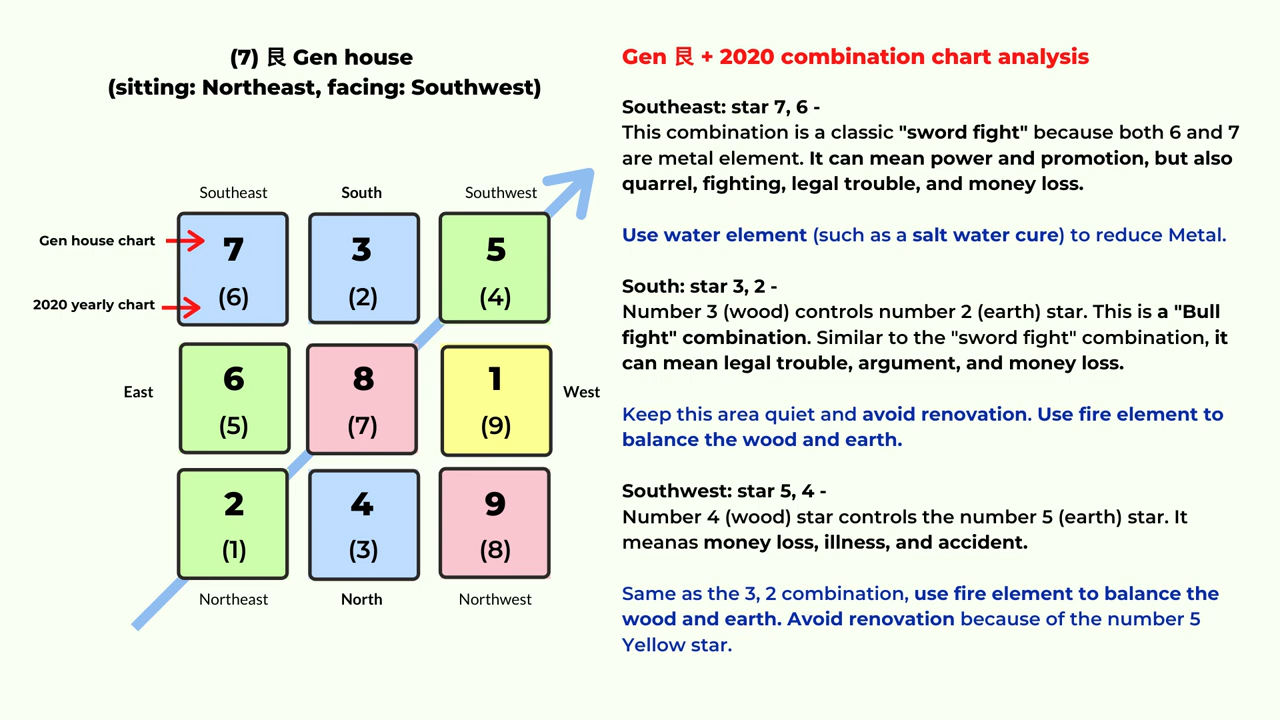 (7) 艮 Gen house
(sitting: Northeast, facing: Southwest)
Southeast
South
Southwest
Gen house chart
2020 yearly chart
7
(6)
3
(2)
5
(4)
East
6
(5)
8
(7)
1
(9)
West
2
(1)
4
(3)
9
(8)
Northeast
North
Northwest
Gen 艮 + 2020 combination chart analysis
Southeast: star 7, 6 -
This combination is a classic "sword fight" because both 6 and 7
are metal element. It can mean power and promotion, but also
quarrel, fighting, legal trouble, and money loss.
Use water element (such as a salt water cure) to reduce Metal.
South: star 3, 2 -
Number 3 (wood) controls number 2 (earth) star. This is a "Bull
fight" combination. Similar to the "sword fight" combination, it
can mean legal trouble, argument, and money loss.
Keep this area quiet and avoid renovation. Use fire element to
balance the wood and earth.
Southwest: star 5, 4 -
Number 4 (wood) star controls the number 5 (earth) star. It
meanas money loss, illness, and accident.
Same as the 3, 2 combination, use fire element to balance the
wood and earth. Avoid renovation because of the number 5
Yellow star.